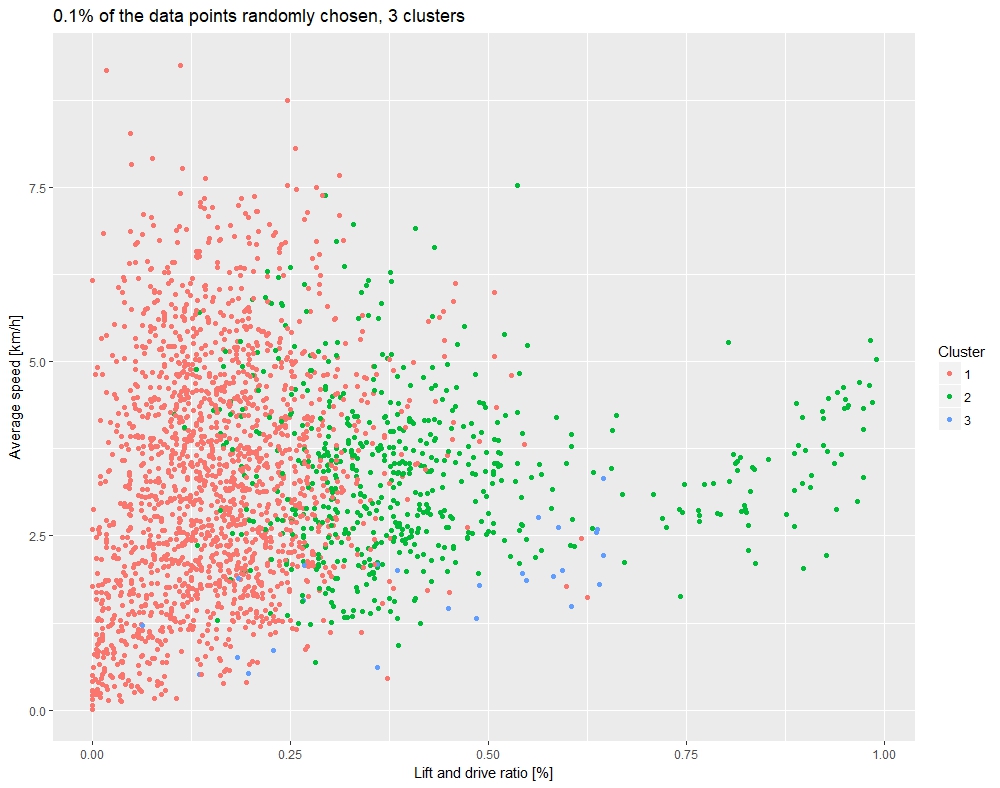 0.1% of the data points randomly chosen, 3 clusters
Average speed [km/h]
7.5
5.0
2.5
0.0
0.00 0.25 0.50 0.75 1.00
Lift and drive ratio [%]
Cluster
1
2
3